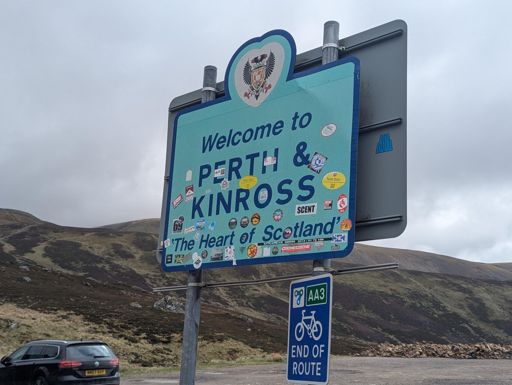 Welcome to
PERTH &
KINROSS
'The Heart of Scotland'
SCENT
AA3
END OF
ROUTE